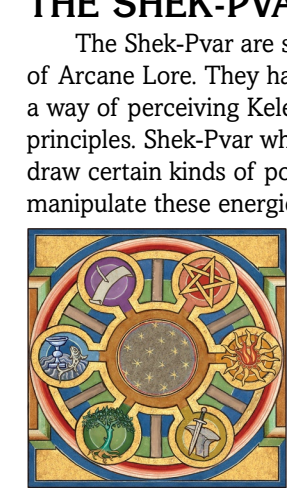 THE SHEK-PVA
The Shek-Pvar are s
of Arcane Lore. They ha
a way of perceiving Kele
principles. Shek-Pvar wh
draw certain kinds of po
manipulate these energie